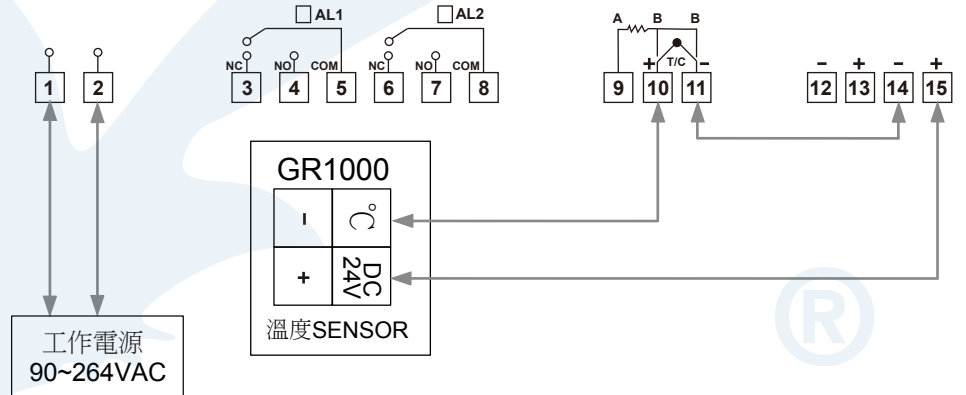 □ AL1
□ AL2
A B B
NC NO COM NC NO COM + T/C −
− + − +
1 2 3 4 5 6 7 8 9 10 11 12 13 14 15
GR1000
− °C
+ DC 24V
溫度SENSOR
工作電源
90~264VAC
®